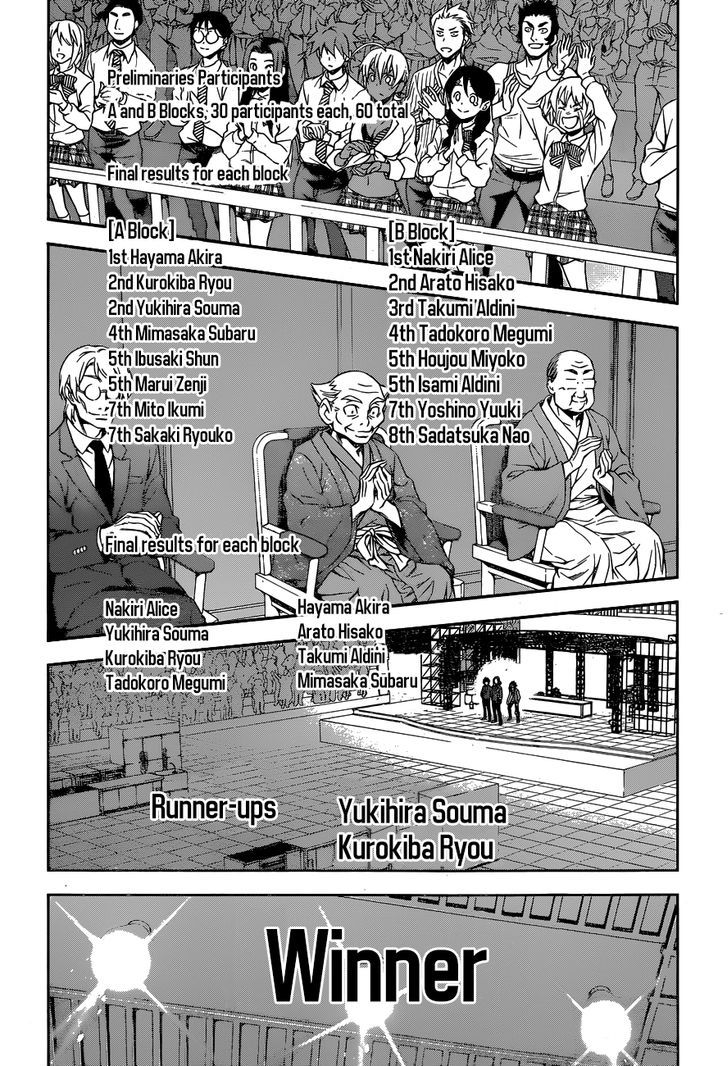 Preliminaries Participants
A and B Blocks, 30 participants each, 60 total
Final results for each block
[A Block]
1st Hayama Akira
2nd Kurokiba Ryou
2nd Yukihira Souma
4th Mimasaka Subaru
5th Ibusaki Shun
5th Marui Zenji
7th Mito Ikumi
7th Sakaki Ryouko
[B Block]
1st Nakiri Alice
2nd Arato Hisako
3rd Takumi Aldini
4th Tadokoro Megumi
5th Houjou Miyoko
5th Isami Aldini
7th Yoshino Yuuki
8th Sadatsuka Nao
Final results for each block
Nakiri Alice
Yukihira Souma
Kurokiba Ryou
Tadokoro Megumi
Hayama Akira
Arato Hisako
Takumi Aldini
Mimasaka Subaru
Runner-ups
Yukihira Souma
Kurokiba Ryou
Winner